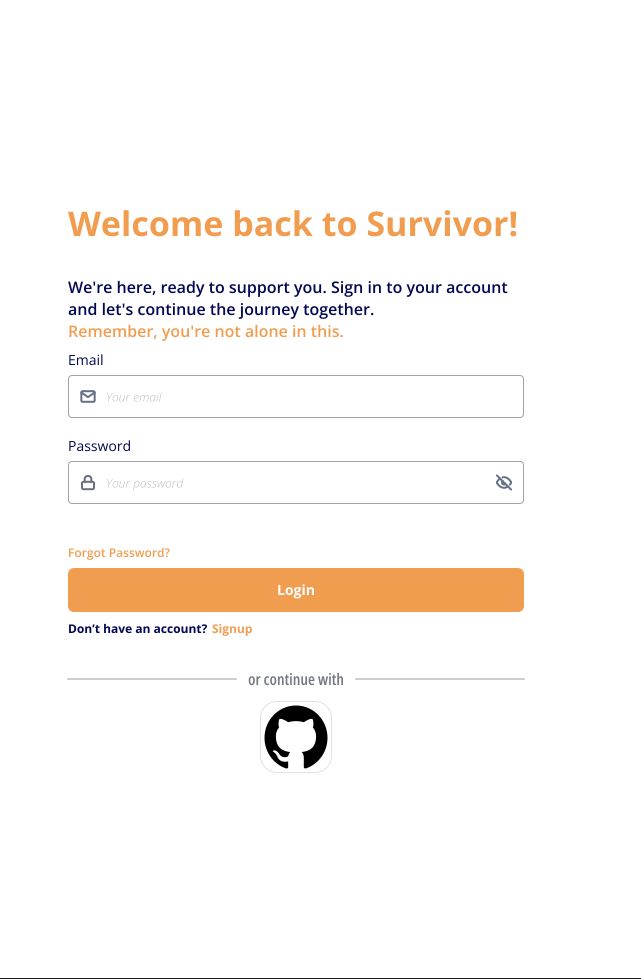 Welcome back to Survivor!
We're here, ready to support you. Sign in to your account
and let's continue the journey together.
Remember, you're not alone in this.
Email
Your email
Password
Your password
Forgot Password?
Login
Don’t have an account? Signup
or continue with